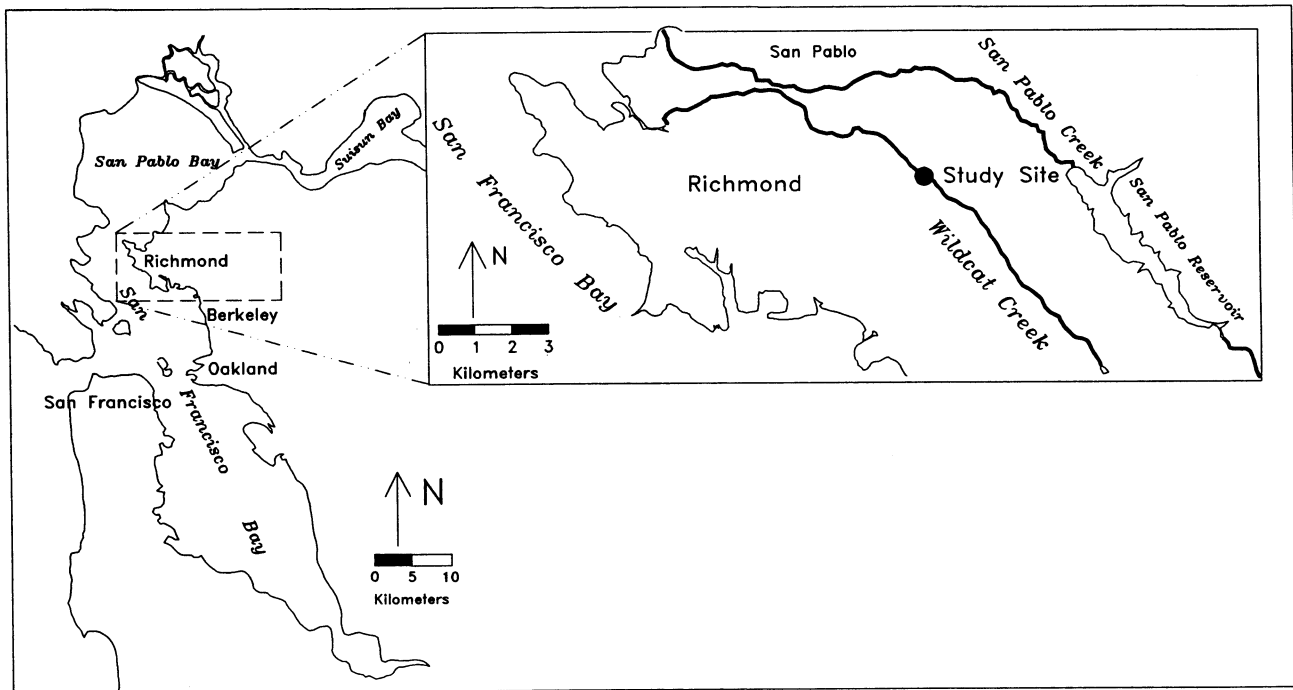 San Pablo Bay
Suisun Bay
Richmond
San
Berkeley
Oakland
San Francisco
Francisco
Bay
N
0 5 10
Kilometers
San Pablo
San Pablo Creek
San Francisco Bay
Richmond
Study Site
San Pablo Reservoir
Wildcat Creek
N
0 1 2 3
Kilometers